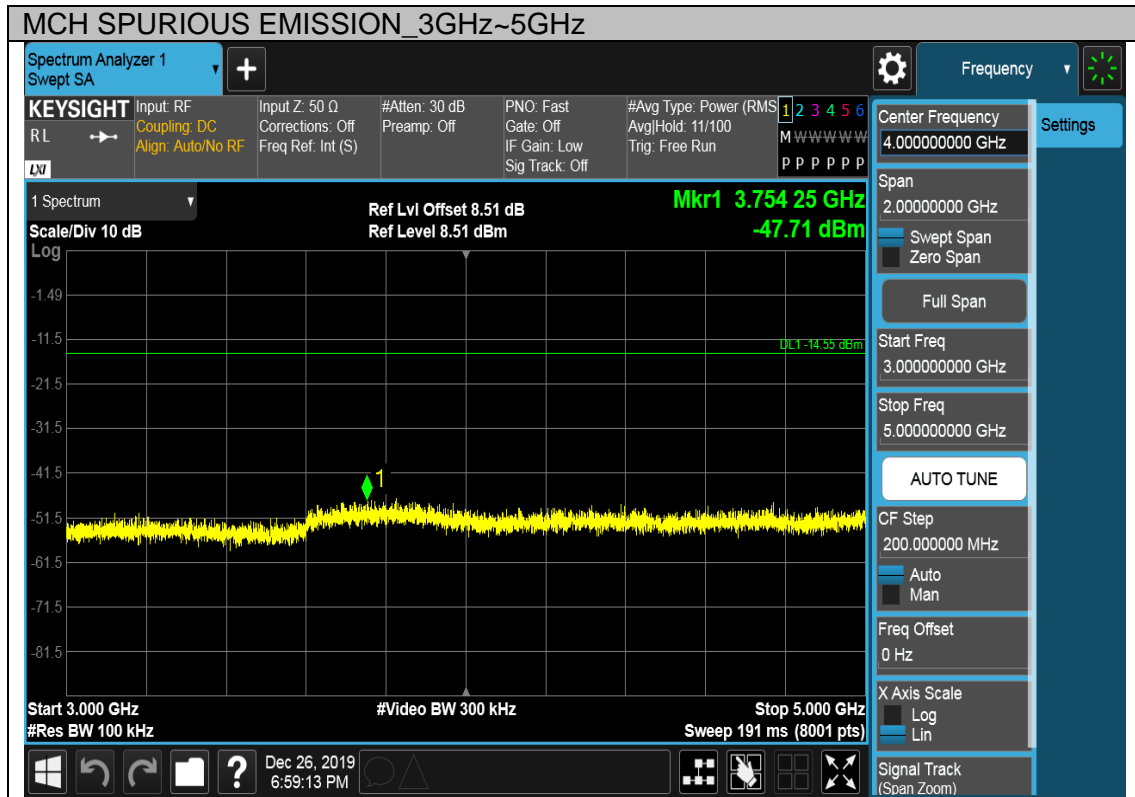 MCH SPURIOUS EMISSION_3GHz~5GHz
Spectrum Analyzer 1
Swept SA
Frequency
KEYSIGHT
R L
LXI
Input: RF
Coupling: DC
Align: Auto/No RF
Input Z: 50 Ω
Corrections: Off
Freq Ref: Int (S)
#Atten: 30 dB
Preamp: Off
PNO: Fast
Gate: Off
IF Gain: Low
Sig Track: Off
#Avg Type: Power (RMS
Avg|Hold: 11/100
Trig: Free Run
1 2 3 4 5 6
M W W W W W
P P P P P P
1 Spectrum
Scale/Div 10 dB
Log
Ref Lvl Offset 8.51 dB
Ref Level 8.51 dBm
Mkr1 3.754 25 GHz
-47.71 dBm
-1.49
-11.5
DL1 -14.55 dBm
-21.5
-31.5
-41.5
1
-51.5
-61.5
-71.5
-81.5
Start 3.000 GHz
#Res BW 100 kHz
#Video BW 300 kHz
Stop 5.000 GHz
Sweep 191 ms (8001 pts)
Dec 26, 2019
6:59:13 PM
Center Frequency
4.000000000 GHz
Settings
Span
2.00000000 GHz
Swept Span
Zero Span
Full Span
Start Freq
3.000000000 GHz
Stop Freq
5.000000000 GHz
AUTO TUNE
CF Step
200.000000 MHz
Auto
Man
Freq Offset
0 Hz
X Axis Scale
Log
Lin
Signal Track
(Span Zoom)